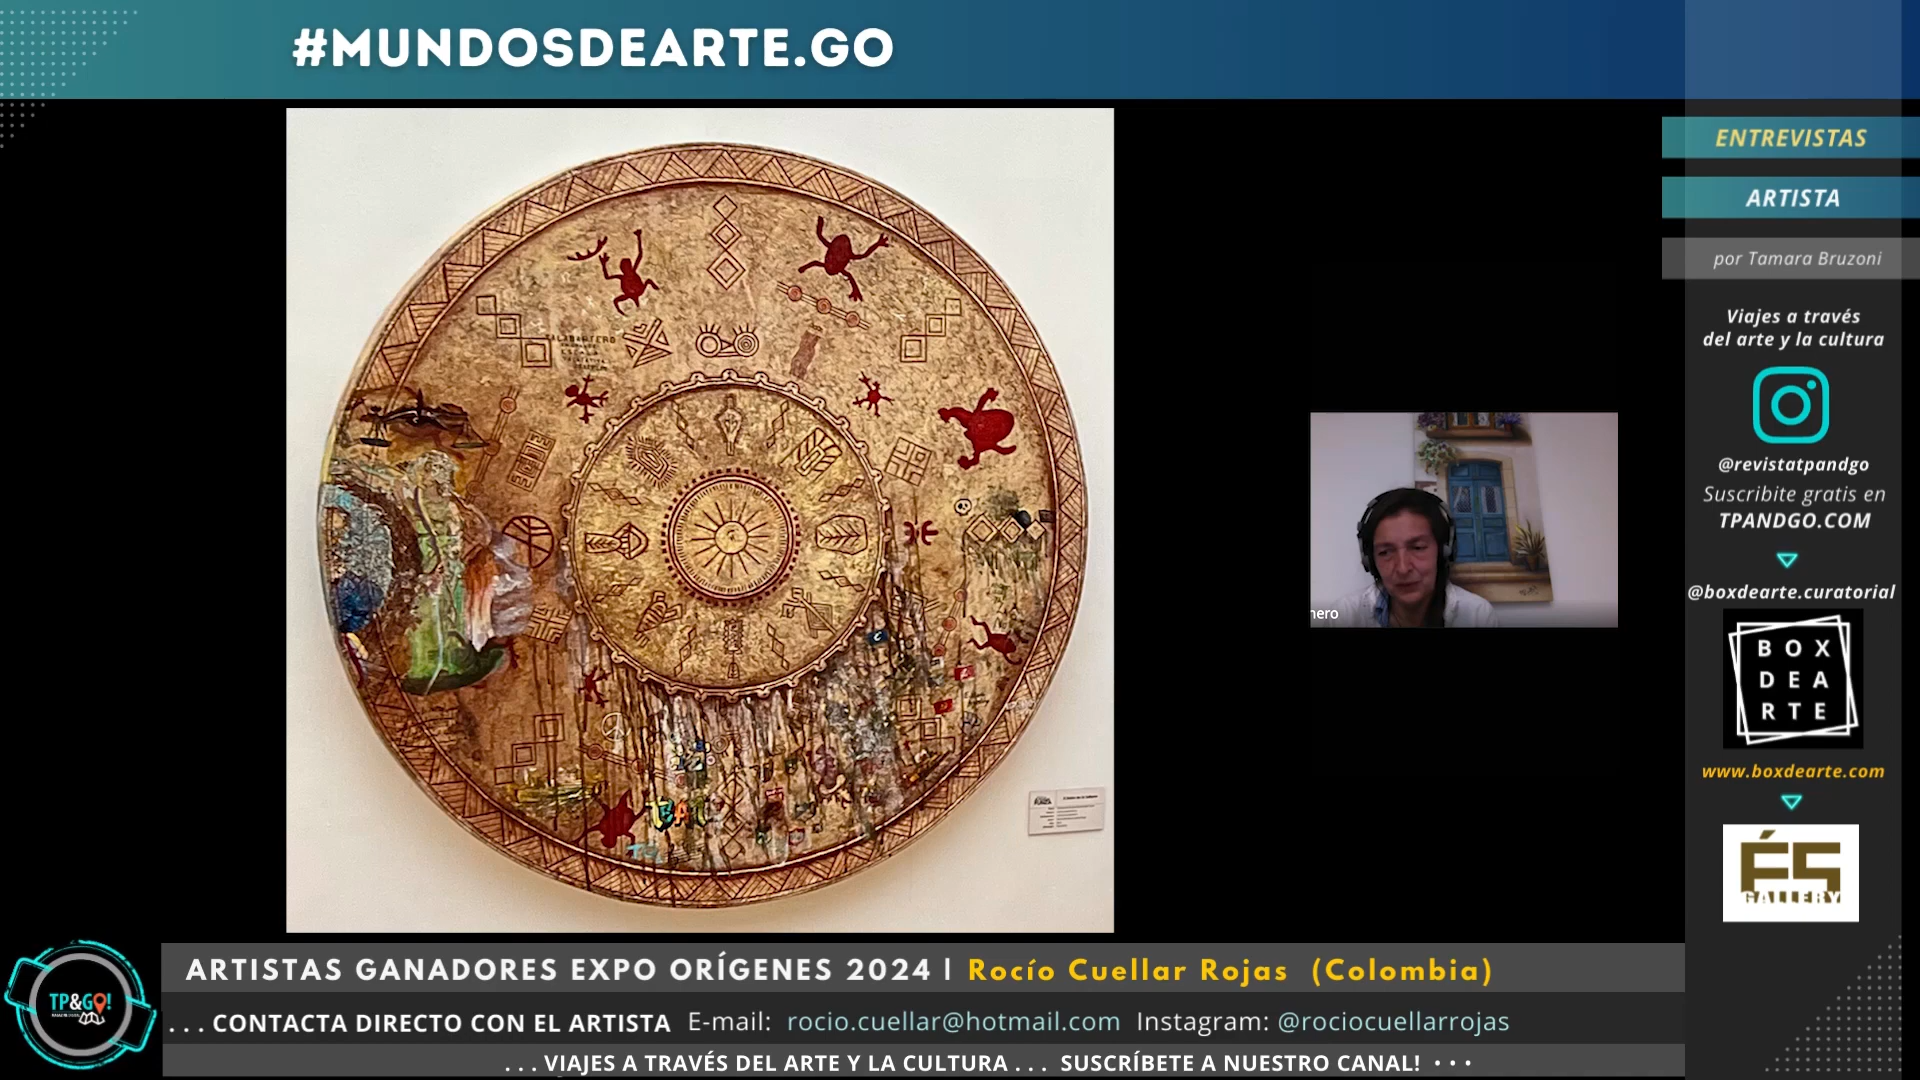 #MUNDOSDEARTE.GO
ENTREVISTAS
ARTISTA
por Tamara Bruzoni
Viajes a través
del arte y la cultura
@revistatpandgo
Suscribite gratis en
TPANDGO.COM
@boxdearte.curatorial
BOX
DEA
RTE
www.boxdearte.com
ÉS
GALLERY
nero
ARTISTAS GANADORES EXPO ORÍGENES 2024 | Rocío Cuellar Rojas (Colombia)
TP&GO!
...CONTACTA DIRECTO CON EL ARTISTA E-mail: rocio.cuellar@hotmail.com Instagram: @rociocuellarrojas
...VIAJES A TRAVÉS DEL ARTE Y LA CULTURA... SUSCRÍBETE A NUESTRO CANAL! •••